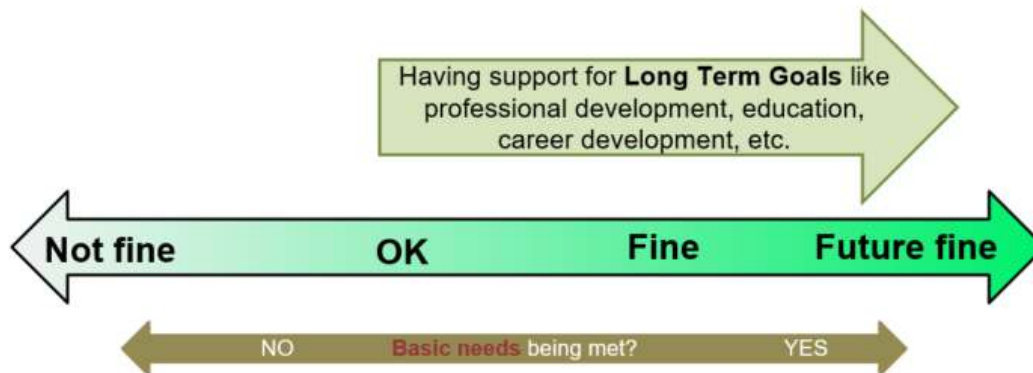 Having support for Long Term Goals like
professional development, education,
career development, etc.
Not fine OK Fine Future fine
NO Basic needs being met? YES